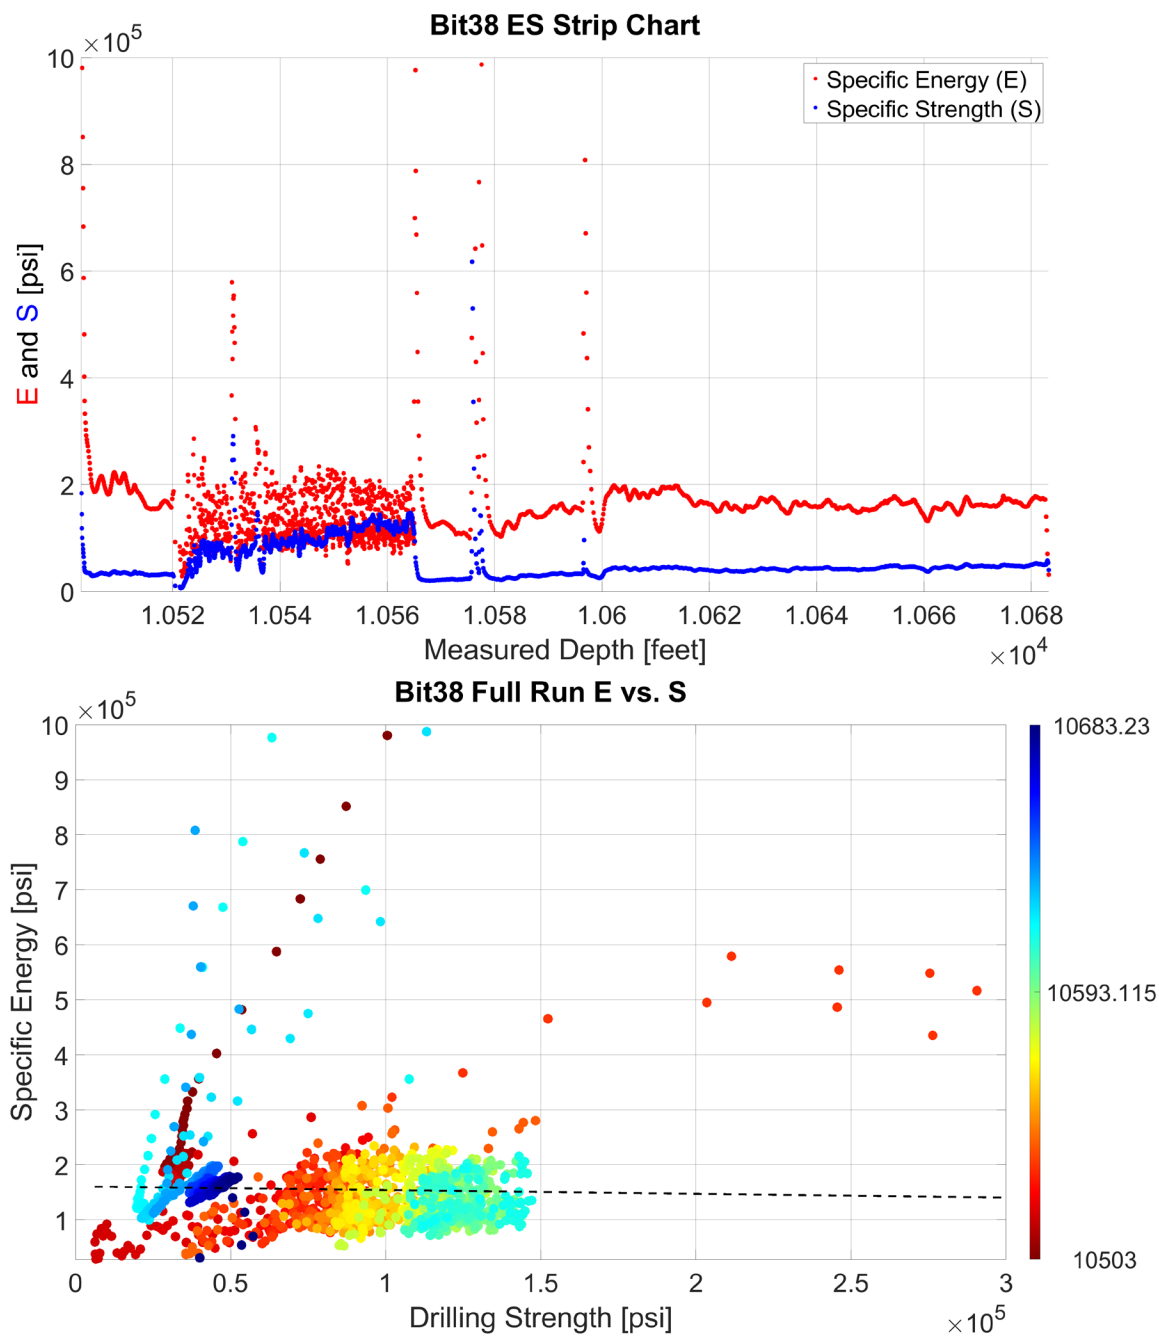 Bit38 ES Strip Chart
×10^5
Specific Energy (E)
Specific Strength (S)
10
8
6
4
2
0
E and S [psi]
1.052 1.054 1.056 1.058 1.06 1.062 1.064 1.066 1.068
Measured Depth [feet]
×10^4
Bit38 Full Run E vs. S
×10^5
10
9
8
7
6
5
4
3
2
1
Specific Energy [psi]
10683.23
10593.115
10503
0 0.5 1 1.5 2 2.5 3
Drilling Strength [psi]
×10^5